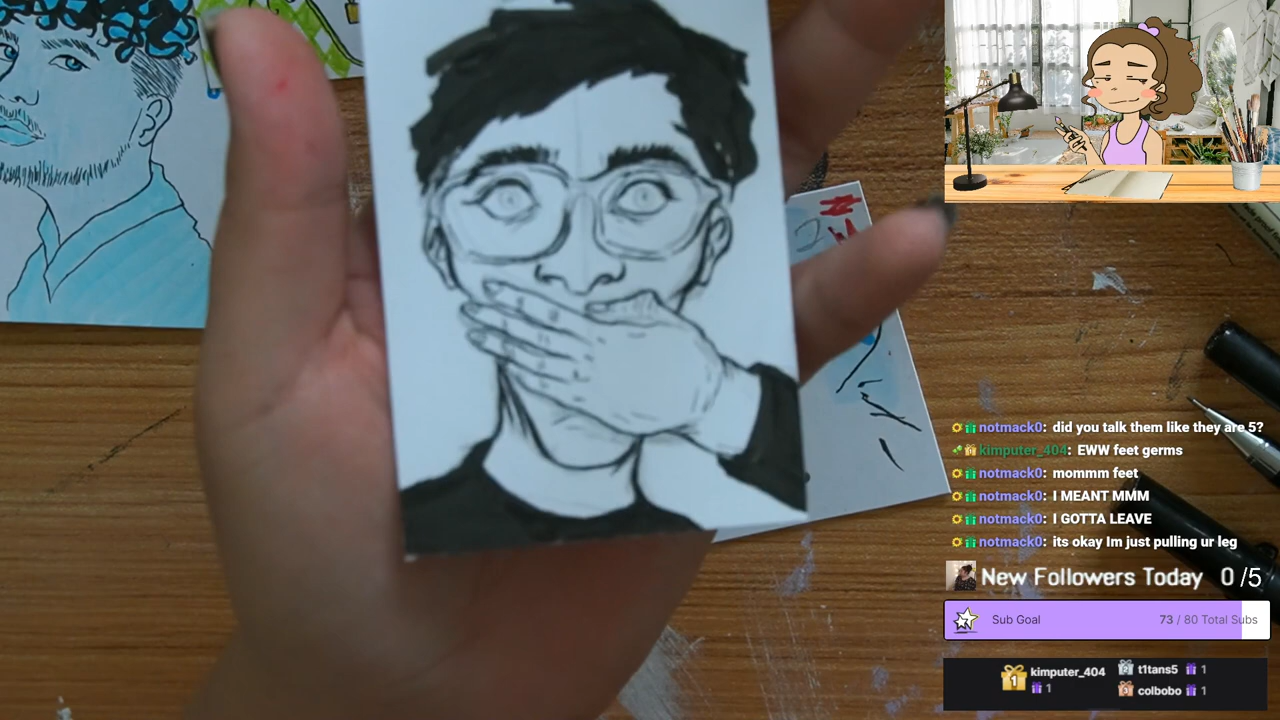 notmack0: did you talk them like they are 5?
kimputer_404: EWW feet germs
notmack0: mommm feet
notmack0: I MEANT MMM
notmack0: I GOTTA LEAVE
notmack0: its okay Im just pulling ur leg
New Followers Today 0 /5
Sub Goal 73 / 80 Total Subs
1 kimputer_404 1
2 t1tans5 1
3 colbobo 1